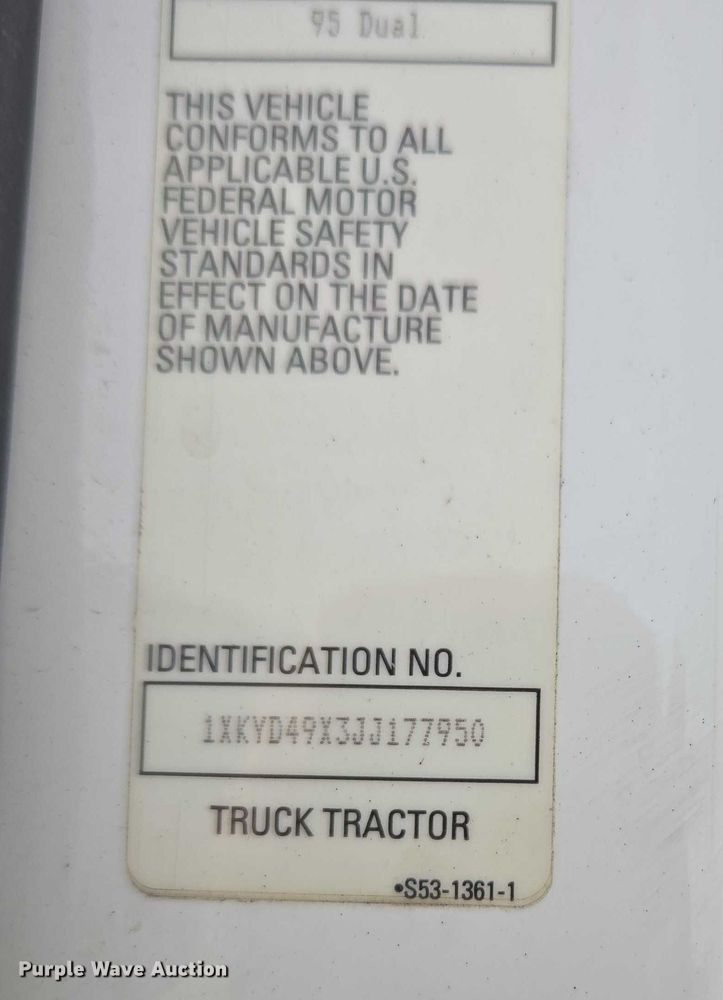 95 Dual
THIS VEHICLE
CONFORMS TO ALL
APPLICABLE U.S.
FEDERAL MOTOR
VEHICLE SAFETY
STANDARDS IN
EFFECT ON THE DATE
OF MANUFACTURE
SHOWN ABOVE.
IDENTIFICATION NO.
1XKYD49X3JJ177950
TRUCK TRACTOR
•S53-1361-1
Purple Wave Auction